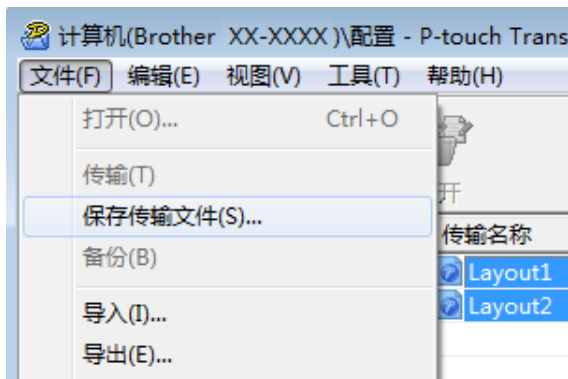 计算机(Brother XX-XXXX )\配置 - P-touch Trans
文件(F) 编辑(E) 视图(V) 工具(T) 帮助(H)
打开(O)... Ctrl+O
传输(T)
开
保存传输文件(S)...
传输名称
备份(B)
Layout1
Layout2
导入(I)...
导出(E)...